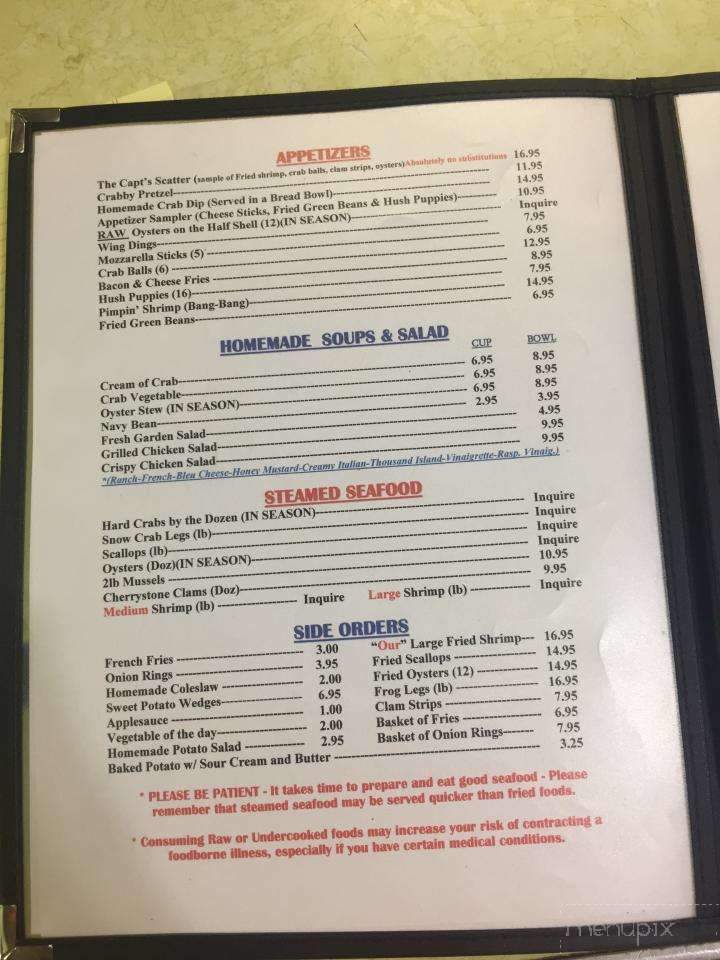 APPETIZERS
The Capt's Scatter (sample of Fried shrimp, crab balls, clam strips, oysters)Absolutely no substitutions 16.95
Crabby Pretzel---- 11.95
Homemade Crab Dip (Served in a Bread Bowl)---- 14.95
Appetizer Sampler (Cheese Sticks, Fried Green Beans & Hush Puppies)---- 10.95
RAW Oysters on the Half Shell (12)(IN SEASON)---- Inquire
Wing Dings---- 7.95
Mozzarella Sticks (5) ---- 6.95
Crab Balls (6) ---- 12.95
Bacon & Cheese Fries ---- 8.95
Hush Puppies (16)---- 7.95
Pimpin' Shrimp (Bang-Bang)---- 14.95
Fried Green Beans---- 6.95
HOMEMADE SOUPS & SALAD CUP BOWL
Cream of Crab---- 6.95 8.95
Crab Vegetable---- 6.95 8.95
Oyster Stew (IN SEASON)---- 6.95 8.95
Navy Bean---- 2.95 3.95
Fresh Garden Salad---- 4.95
Grilled Chicken Salad---- 9.95
Crispy Chicken Salad---- 9.95
*(Ranch-French-Bleu Cheese-Honey Mustard-Creamy Italian-Thousand Island-Vinaigrette-Rasp. Vinaig.)
STEAMED SEAFOOD
Hard Crabs by the Dozen (IN SEASON)---- Inquire
Snow Crab Legs (lb)---- Inquire
Scallops (lb)---- Inquire
Oysters (Doz)(IN SEASON)---- Inquire
2lb Mussels ---- 10.95
Cherrystone Clams (Doz)---- 9.95
Medium Shrimp (lb) ---- Inquire Large Shrimp (lb) ---- Inquire
SIDE ORDERS
French Fries ---- 3.00 "Our" Large Fried Shrimp--- 16.95
Onion Rings ---- 3.95 Fried Scallops ---- 14.95
Homemade Coleslaw ---- 2.00 Fried Oysters (12) ---- 14.95
Sweet Potato Wedges---- 6.95 Frog Legs (lb) ---- 16.95
Applesauce ---- 1.00 Clam Strips ---- 7.95
Vegetable of the day---- 2.00 Basket of Fries ---- 6.95
Homemade Potato Salad ---- 2.95 Basket of Onion Rings---- 7.95
Baked Potato w/ Sour Cream and Butter ---- 3.25
* PLEASE BE PATIENT - It takes time to prepare and eat good seafood - Please
remember that steamed seafood may be served quicker than fried foods.
* Consuming Raw or Undercooked foods may increase your risk of contracting a
foodborne illness, especially if you have certain medical conditions.
menupix